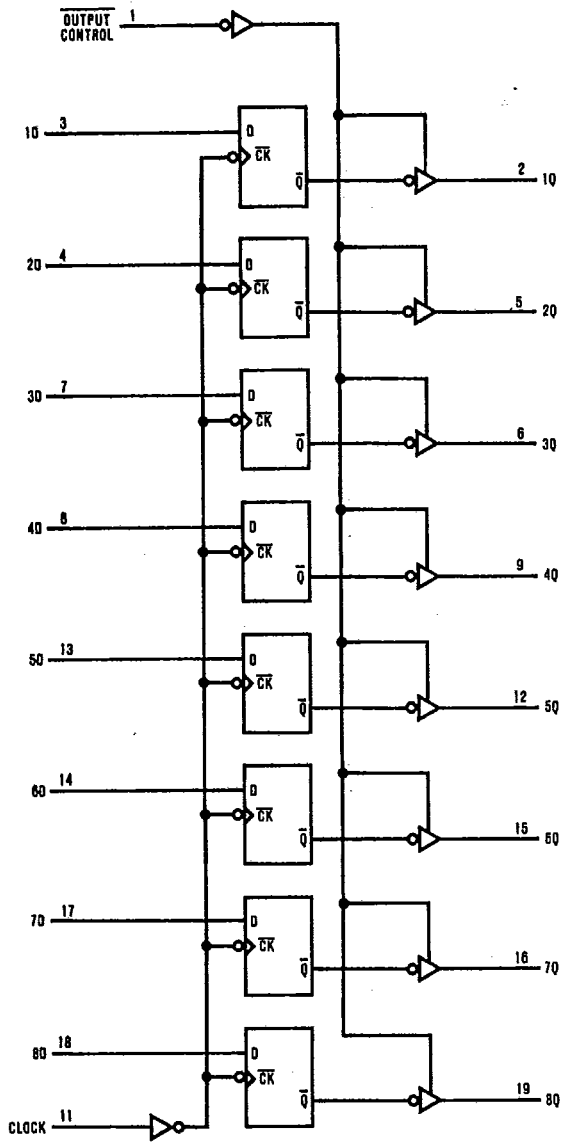 OUTPUT CONTROL 1
1D 3
D
CK
Q
2 1Q
2D 4
D
CK
Q
5 2Q
3D 7
D
CK
Q
6 3Q
4D 8
D
CK
Q
9 4Q
5D 13
D
CK
Q
12 5Q
6D 14
D
CK
Q
15 6Q
7D 17
D
CK
Q
16 7Q
8D 18
D
CK
Q
19 8Q
CLOCK 11